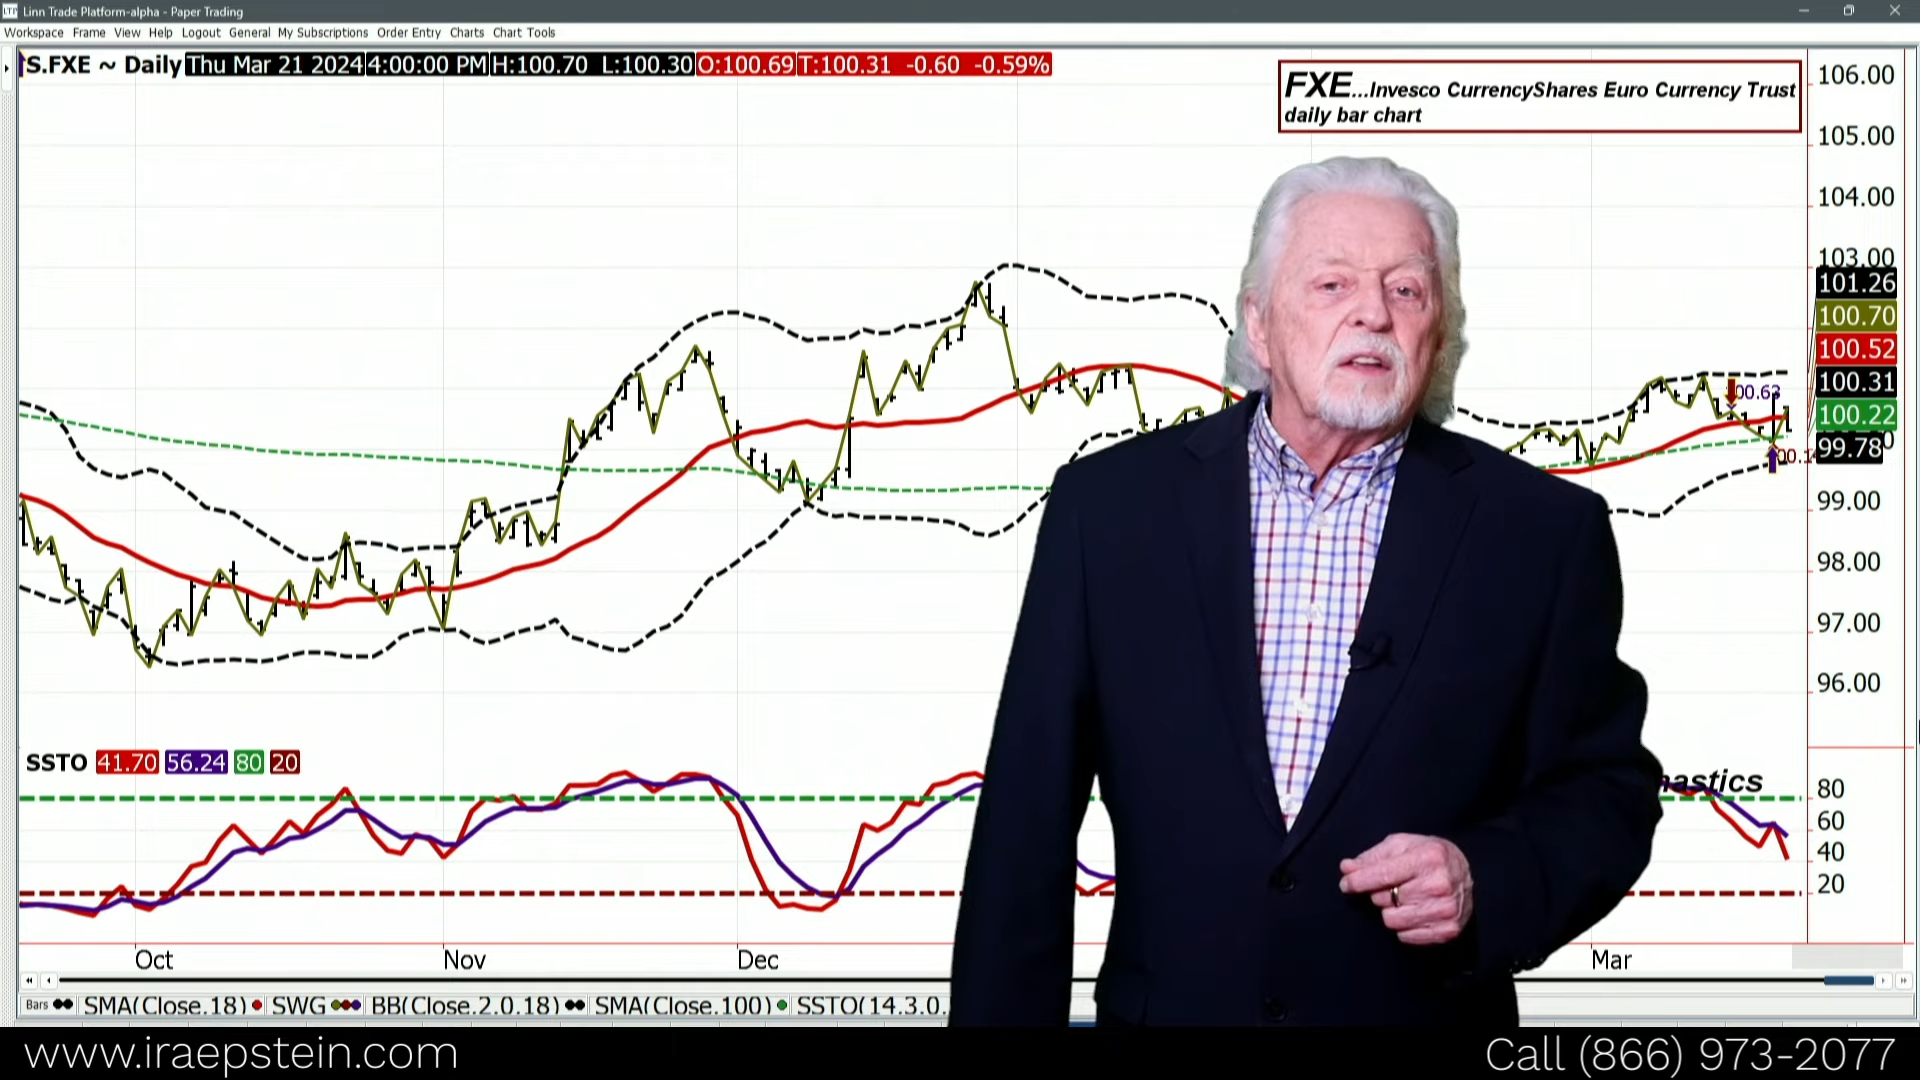 LTP Linn Trade Platform-alpha - Paper Trading
Workspace Frame View Help Logout General My Subscriptions Order Entry Charts Chart Tools
S.FXE ~ Daily Thu Mar 21 2024 4:00:00 PM H:100.70 L:100.30 O:100.69 T:100.31 -0.60 -0.59%
FXE...Invesco CurrencyShares Euro Currency Trust
daily bar chart
106.00
105.00
104.00
103.00
101.26
100.70
100.52
100.31
100.22
99.78
99.00
98.00
97.00
96.00
00.63
SSTO 41.70 56.24 80 20
nastics
80
60
40
20
Oct Nov Dec Mar
Bars SMA(Close.18) SWG BB(Close.2.0.18) SMA(Close.100) SSTO(14.3.0.
www.iraepstein.com Call (866) 973-2077